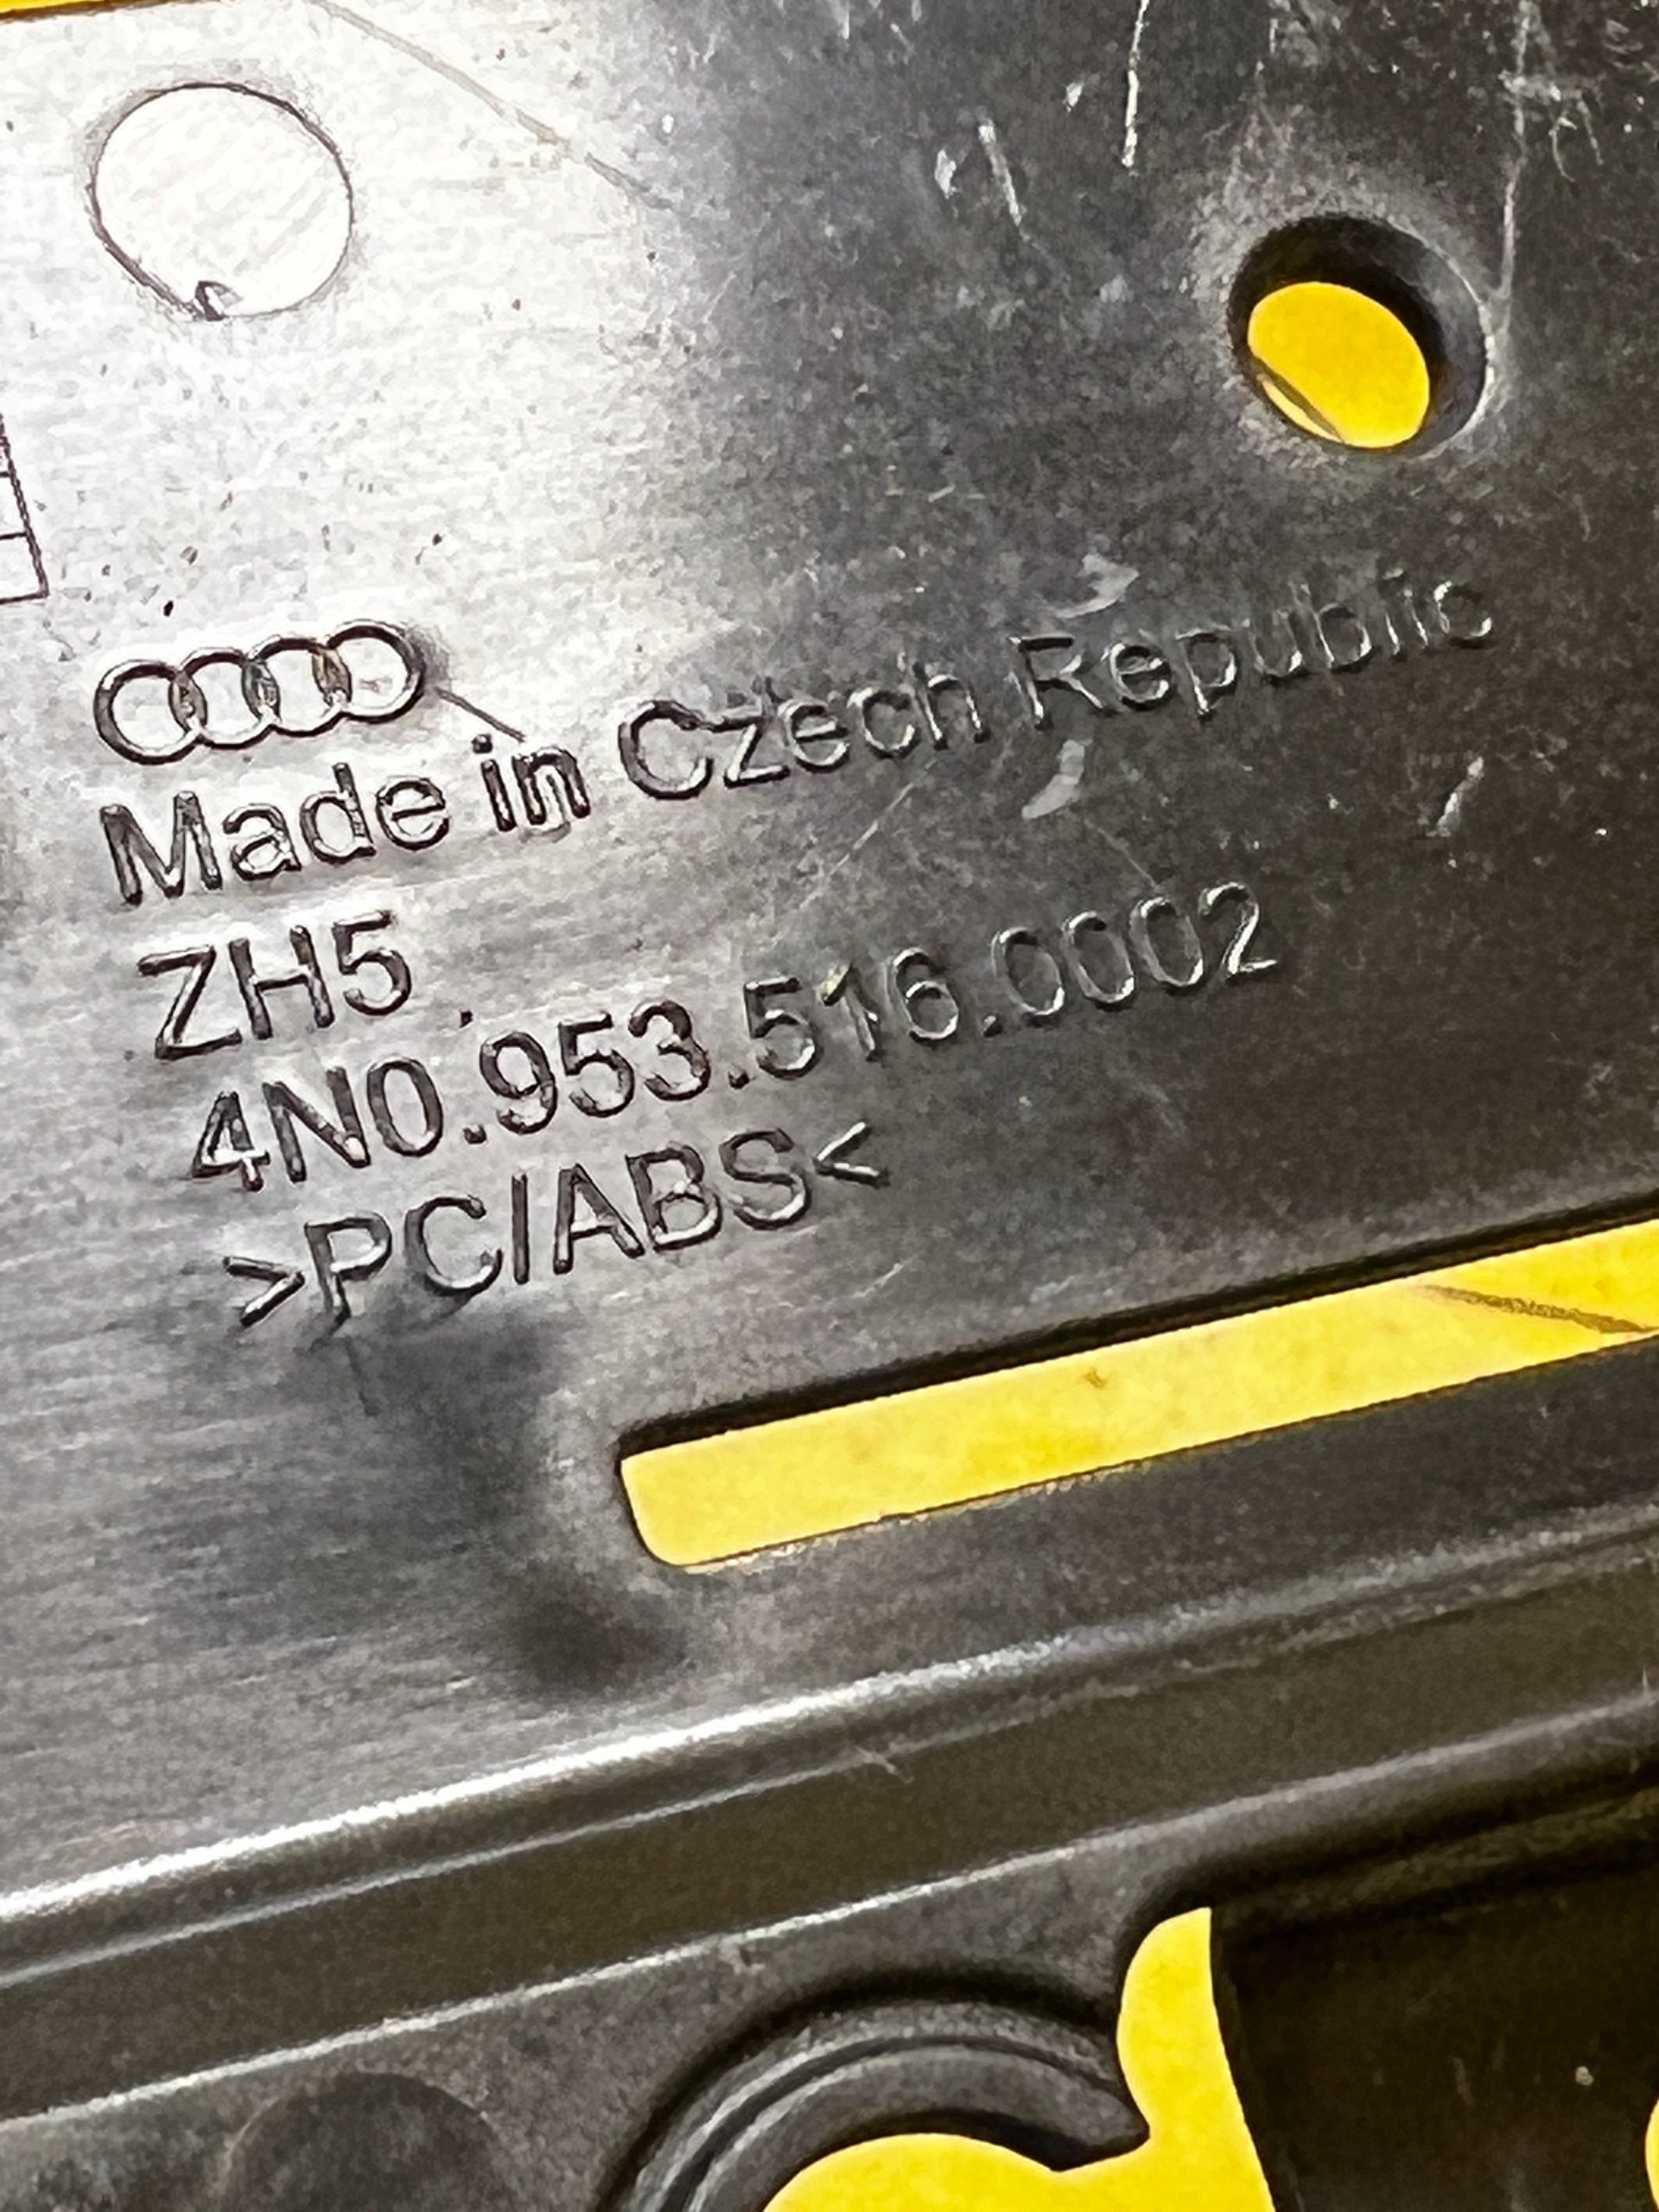 Made in Czech Republic
ZH5
4N0.953.516.0002
>PC/ABS<